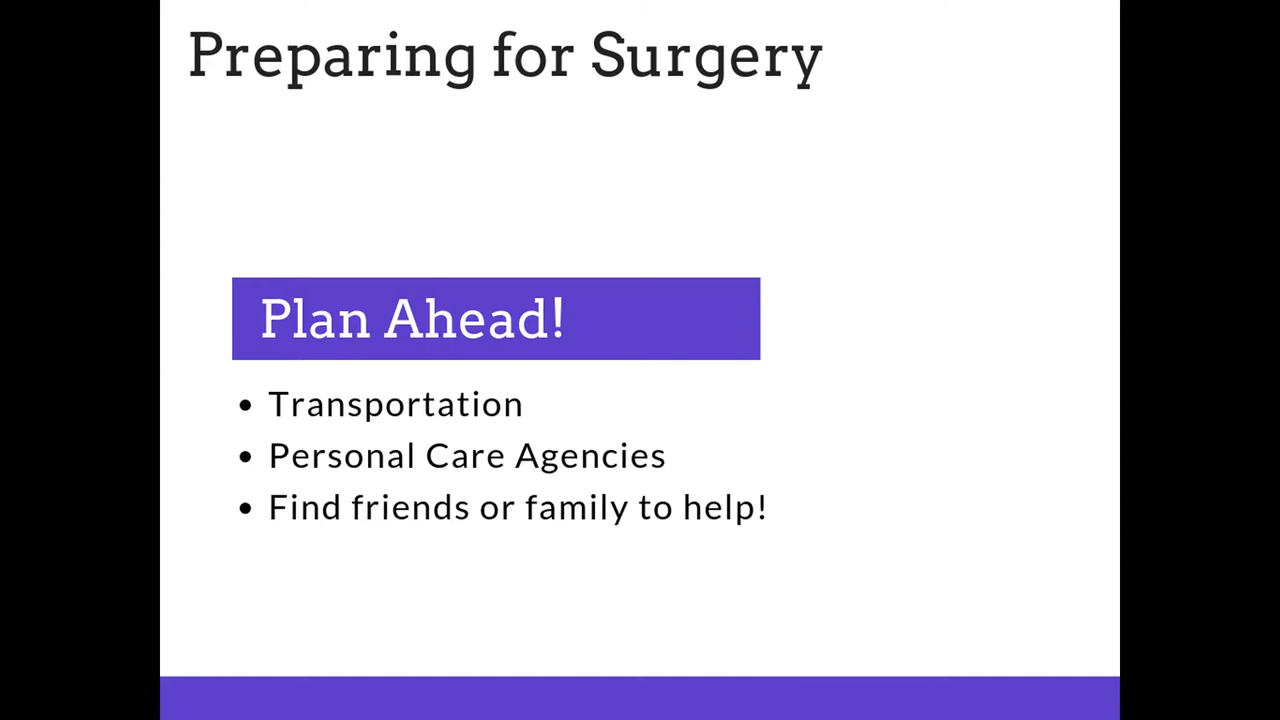 Preparing for Surgery
Plan Ahead!
• Transportation
• Personal Care Agencies
• Find friends or family to help!